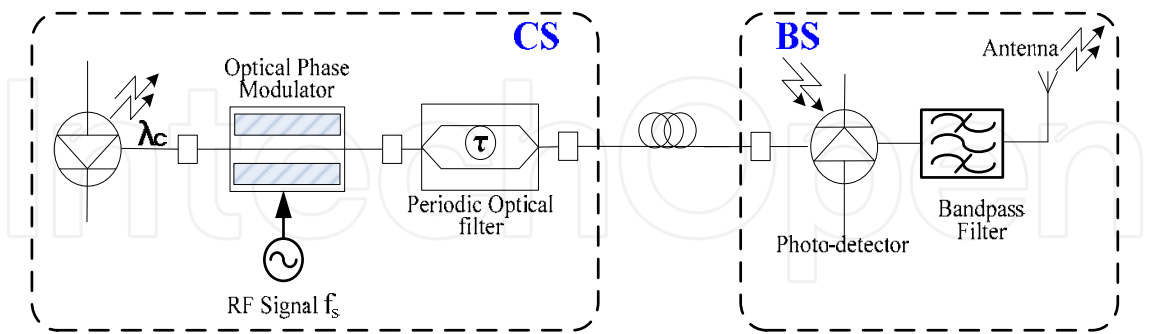 CS
BS
Optical Phase
Modulator
Antenna
λc
τ
Periodic Optical
filter
Bandpass
Filter
Photo-detector
RF Signal fs
IntechOpen